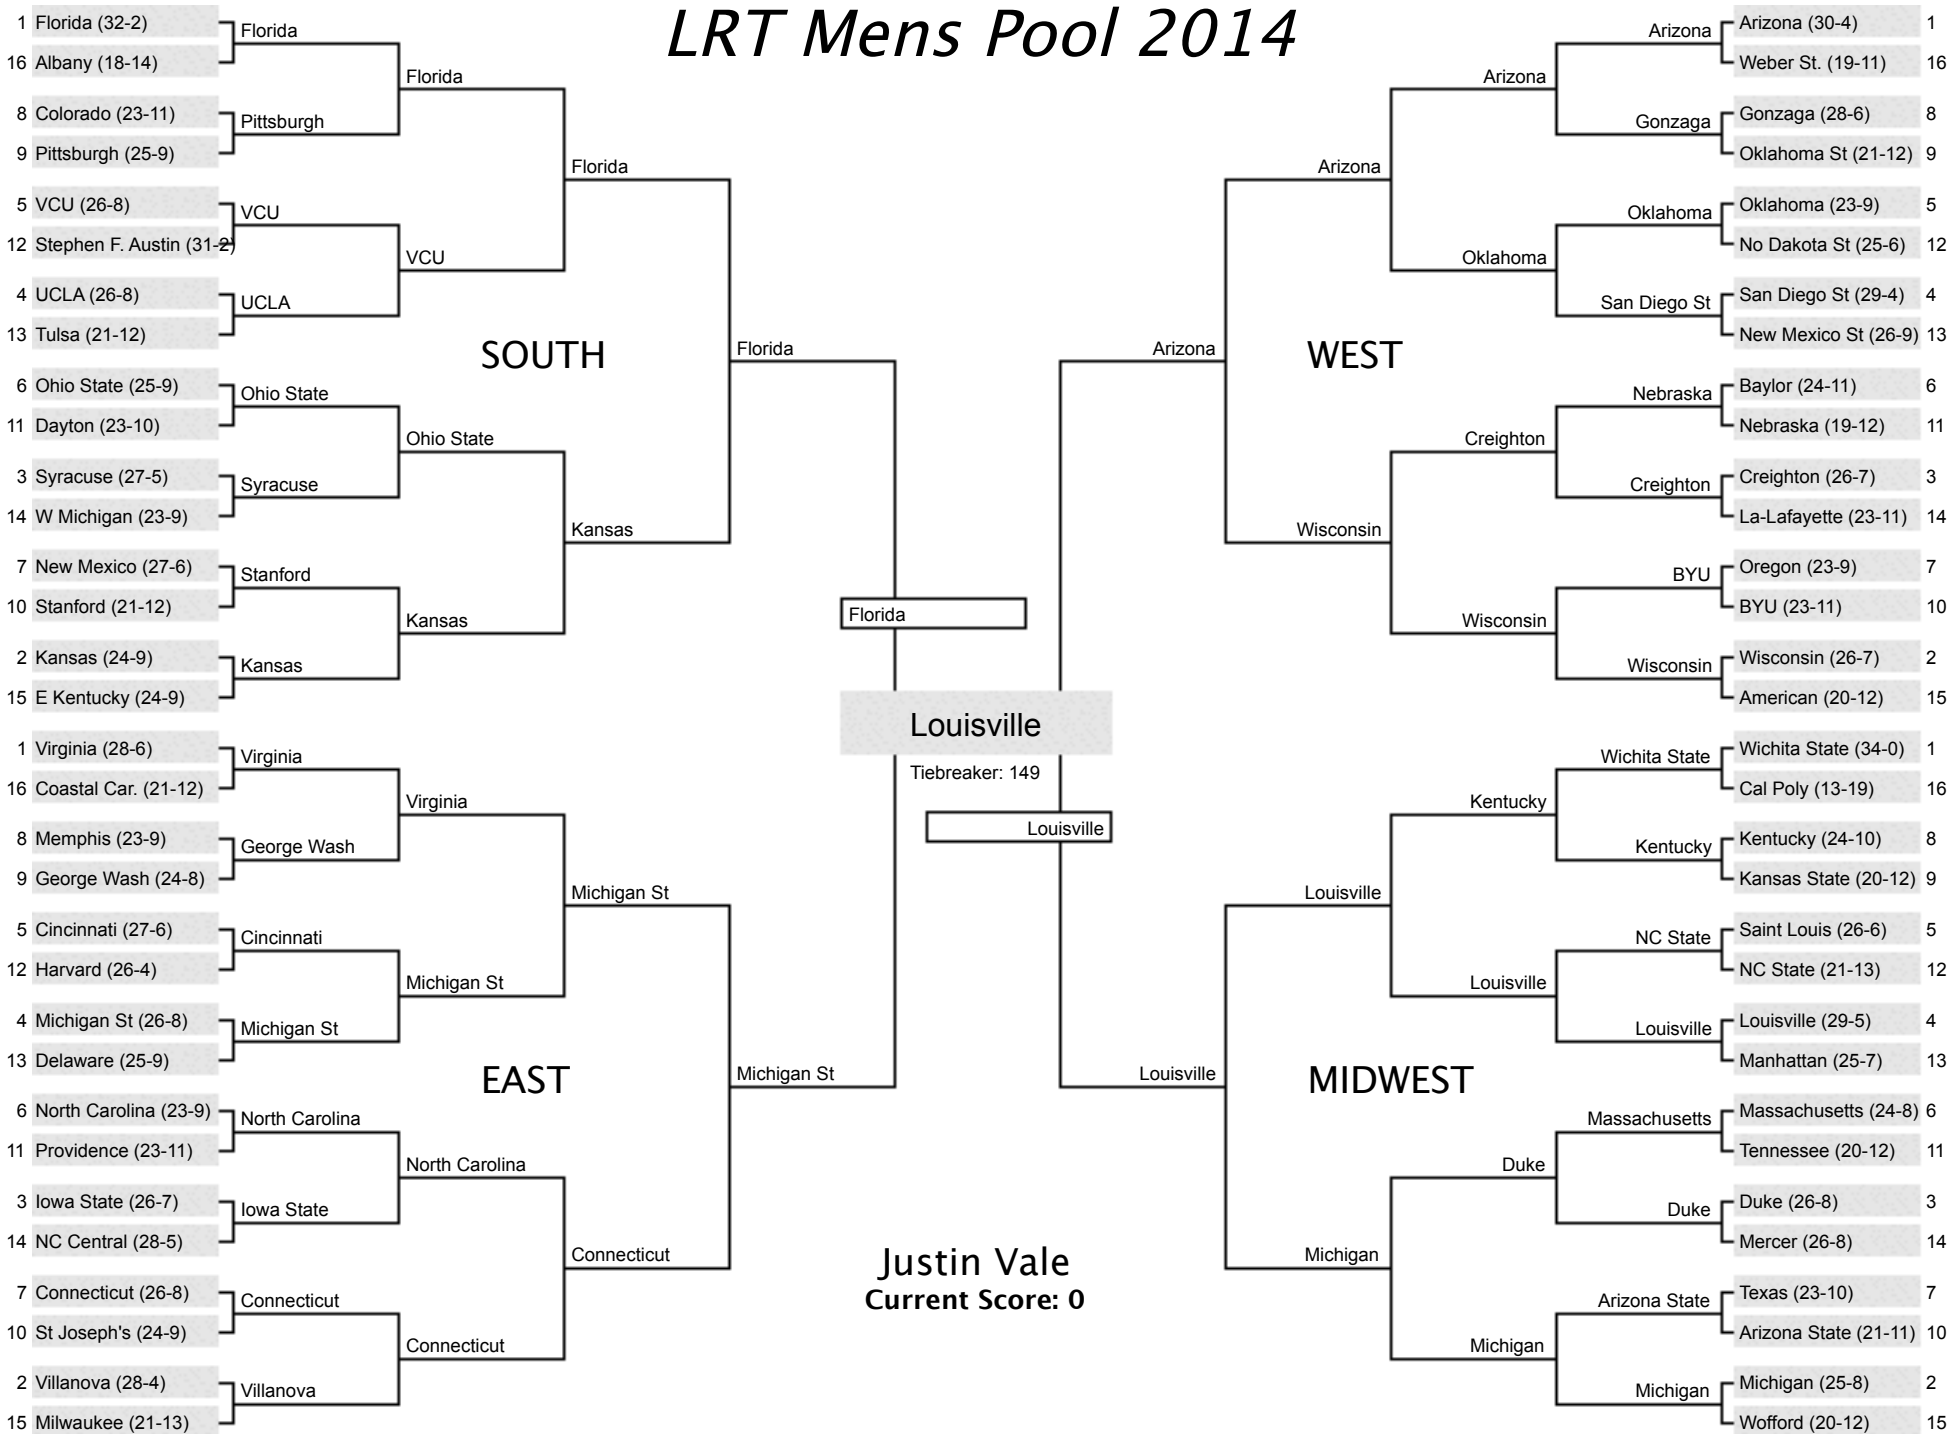 LRT Mens Pool 2014
1 Florida (32-2)
Florida
16 Albany (18-14)
Florida
8 Colorado (23-11)
Pittsburgh
9 Pittsburgh (25-9)
Florida
5 VCU (26-8)
VCU
12 Stephen F. Austin (31-2)
VCU
4 UCLA (26-8)
UCLA
13 Tulsa (21-12)
SOUTH
Florida
6 Ohio State (25-9)
Ohio State
11 Dayton (23-10)
Ohio State
3 Syracuse (27-5)
Syracuse
14 W Michigan (23-9)
Kansas
7 New Mexico (27-6)
Stanford
10 Stanford (21-12)
Kansas
2 Kansas (24-9)
Kansas
15 E Kentucky (24-9)
1 Virginia (28-6)
Virginia
16 Coastal Car. (21-12)
Virginia
8 Memphis (23-9)
George Wash
9 George Wash (24-8)
Michigan St
5 Cincinnati (27-6)
Cincinnati
12 Harvard (26-4)
Michigan St
4 Michigan St (26-8)
Michigan St
13 Delaware (25-9)
EAST
Michigan St
6 North Carolina (23-9)
North Carolina
11 Providence (23-11)
North Carolina
3 Iowa State (26-7)
Iowa State
14 NC Central (28-5)
Connecticut
7 Connecticut (26-8)
Connecticut
10 St Joseph's (24-9)
Connecticut
2 Villanova (28-4)
Villanova
15 Milwaukee (21-13)
Florida
Louisville
Tiebreaker: 149
Louisville
Justin Vale
Current Score: 0
Arizona (30-4) 1
Arizona
Weber St. (19-11) 16
Arizona
Gonzaga (28-6) 8
Gonzaga
Oklahoma St (21-12) 9
Arizona
Oklahoma (23-9) 5
Oklahoma
No Dakota St (25-6) 12
Oklahoma
San Diego St (29-4) 4
San Diego St
New Mexico St (26-9) 13
WEST
Arizona
Baylor (24-11) 6
Nebraska
Nebraska (19-12) 11
Creighton
Creighton (26-7) 3
Creighton
La-Lafayette (23-11) 14
Wisconsin
Oregon (23-9) 7
BYU
BYU (23-11) 10
Wisconsin
Wisconsin (26-7) 2
Wisconsin
American (20-12) 15
Wichita State (34-0) 1
Wichita State
Cal Poly (13-19) 16
Kentucky
Kentucky (24-10) 8
Kentucky
Kansas State (20-12) 9
Louisville
Saint Louis (26-6) 5
NC State
NC State (21-13) 12
Louisville
Louisville (29-5) 4
Louisville
Manhattan (25-7) 13
MIDWEST
Louisville
Massachusetts (24-8) 6
Massachusetts
Tennessee (20-12) 11
Duke
Duke (26-8) 3
Duke
Mercer (26-8) 14
Michigan
Texas (23-10) 7
Arizona State
Arizona State (21-11) 10
Michigan
Michigan (25-8) 2
Michigan
Wofford (20-12) 15